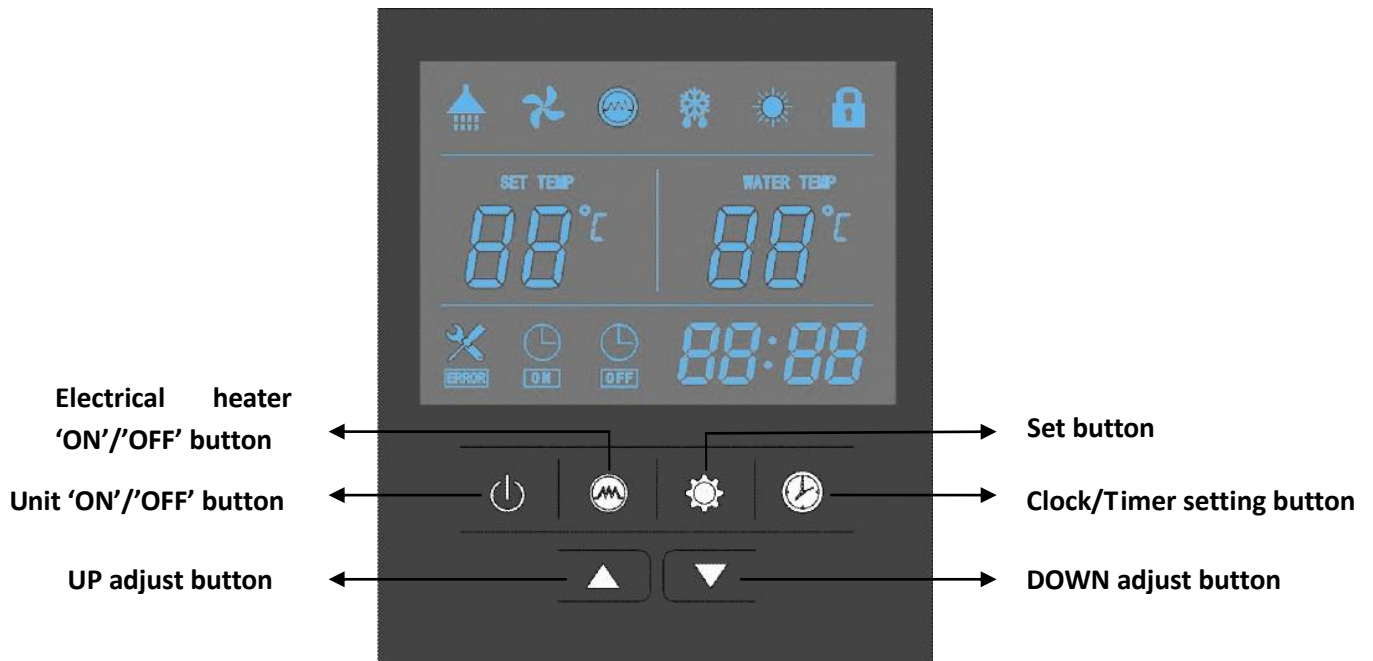 SET TEMP
WATER TEMP
88°C
88°C
ERROR
ON
OFF
88:88
Electrical heater
‘ON’/’OFF’ button
Set button
Unit ‘ON’/’OFF’ button
Clock/Timer setting button
UP adjust button
DOWN adjust button